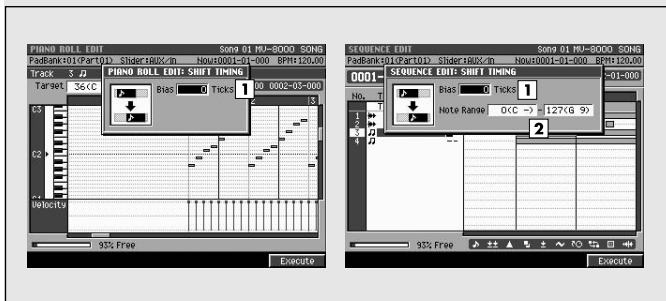 PIANO ROLL EDIT Song 01 MV-8000 SONG
PadBank:01(Part01) Slider:AUX/in Now:0001-01-000 BPM:120.00
Track 3
PIANO ROLL EDIT: SHIFT TIMING
Target 36(C
Bias 0 Ticks 1
00 0002-03-000
2 3
C3
C2
C1
Velocity
93% Free
Execute
SEQUENCE EDIT Song 01 MV-8000 SONG
PadBank:01(Part01) Slider:AUX/in Now:0001-01-000 BPM:120.00
0001-
SEQUENCE EDIT: SHIFT TIMING
-01-000
Bias 0 Ticks 1
No. T
Note Range 0(C -) - 127(G 9)
2
1
2
3
4
93% Free
Execute